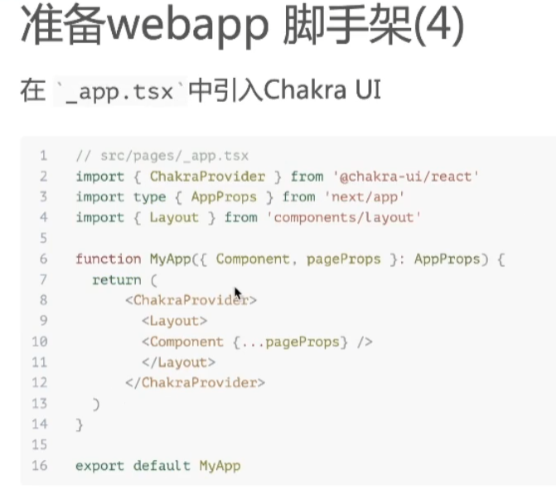 准备webapp 脚手架(4)
在 `_app.tsx`中引入Chakra UI
1 // src/pages/_app.tsx
2 import { ChakraProvider } from '@chakra-ui/react'
3 import type { AppProps } from 'next/app'
4 import { Layout } from 'components/layout'
5
6 function MyApp({ Component, pageProps }: AppProps) {
7 return (
8 <ChakraProvider>
9 <Layout>
10 <Component {...pageProps} />
11 </Layout>
12 </ChakraProvider>
13 )
14 }
15
16 export default MyApp